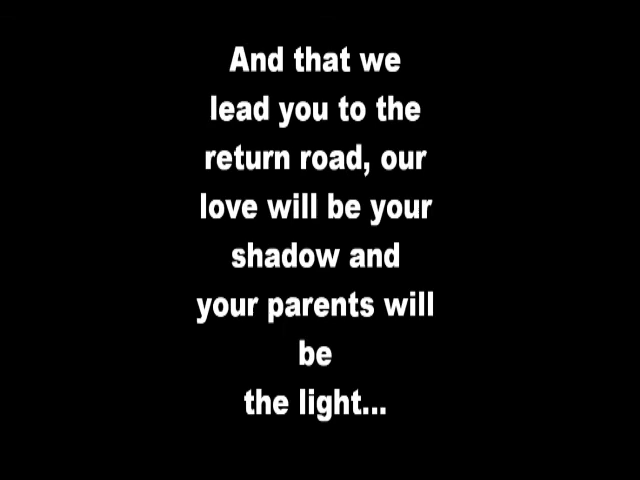 And that we
lead you to the
return road, our
love will be your
shadow and
your parents will
be
the light...